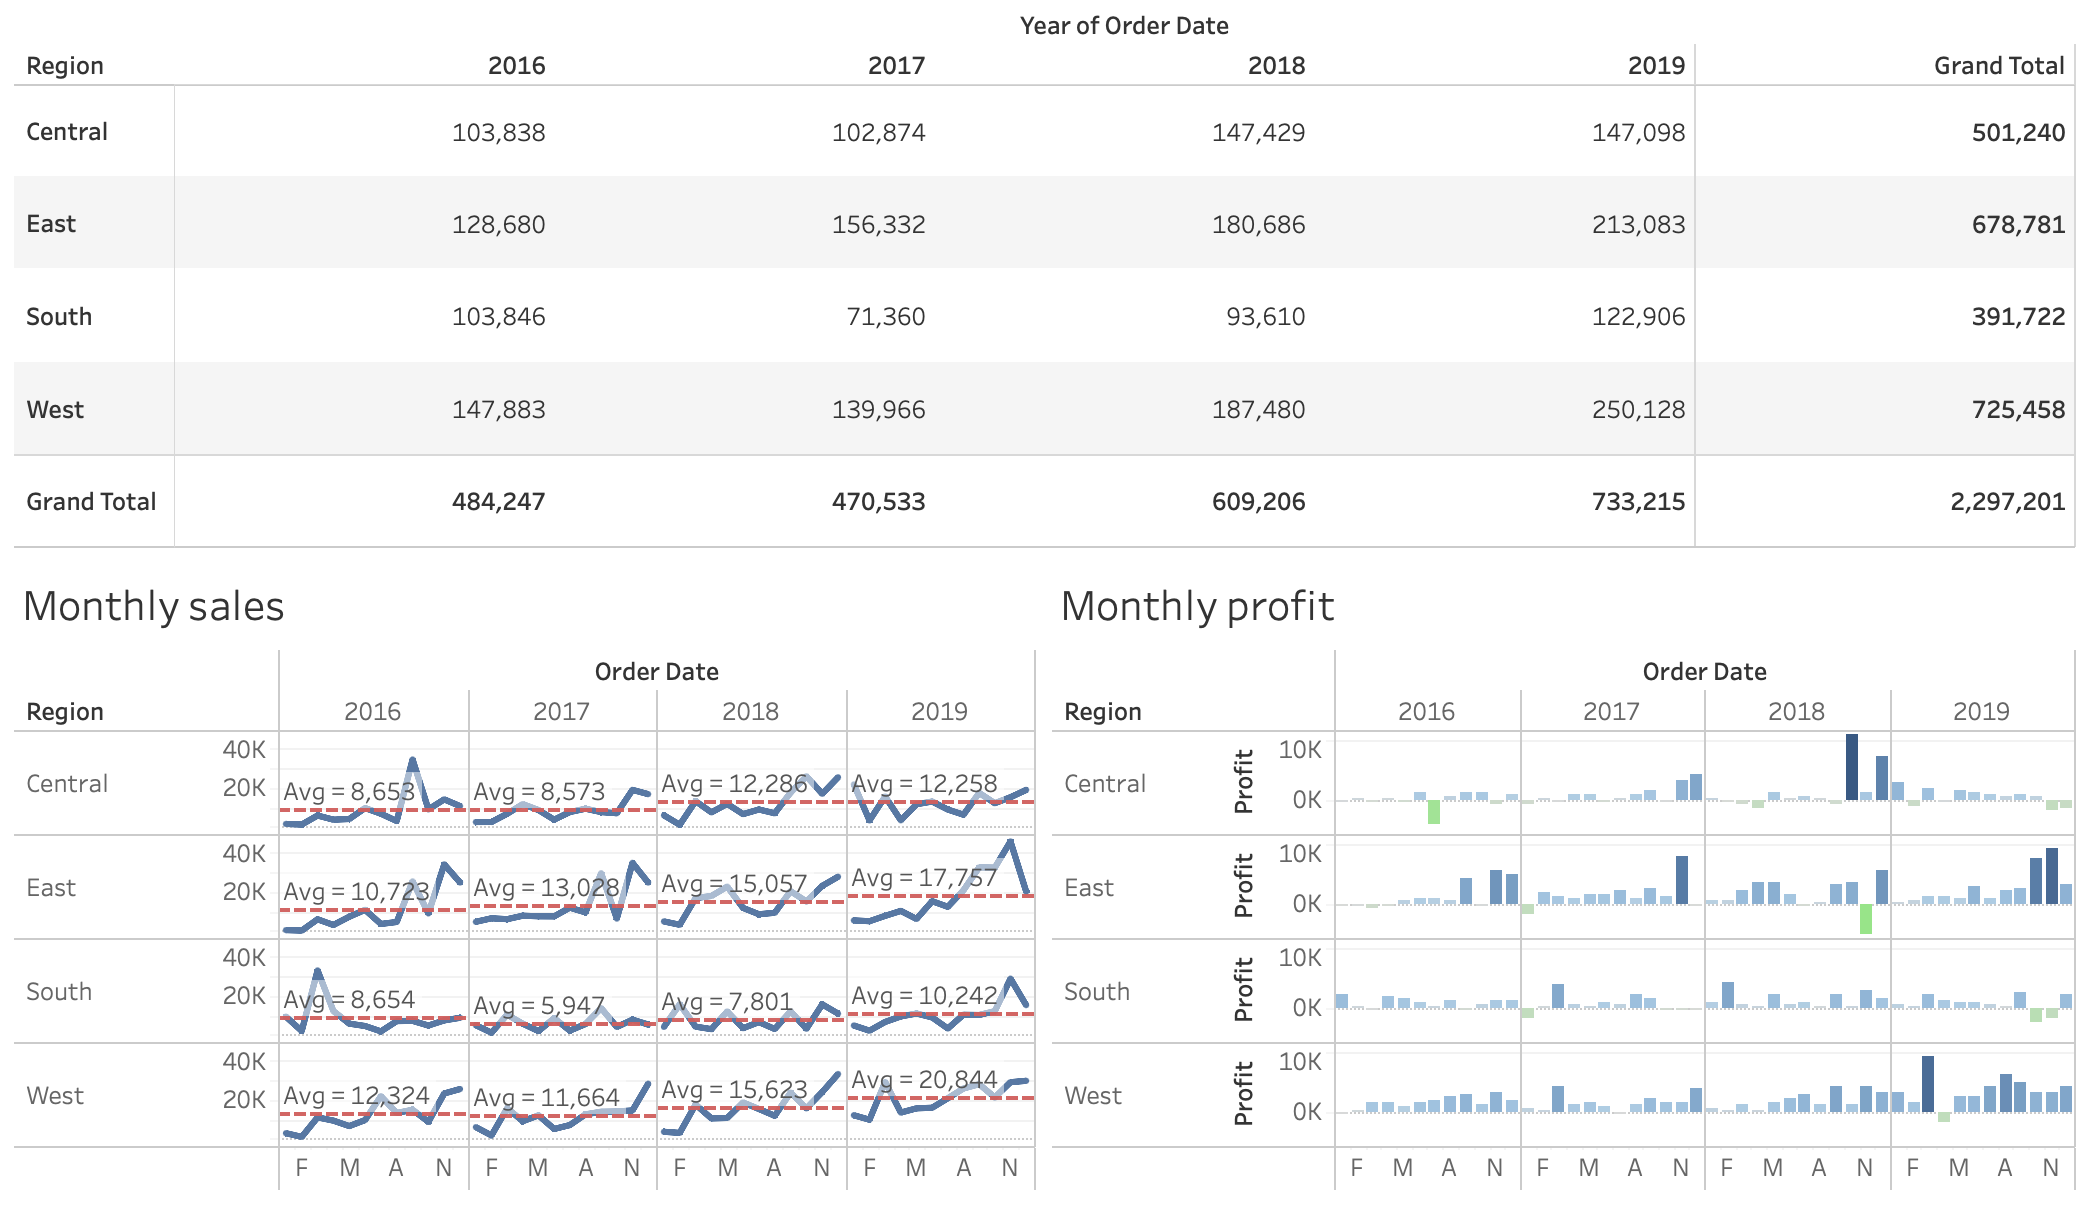 Year of Order Date
Region 2016 2017 2018 2019 Grand Total
Central 103,838 102,874 147,429 147,098 501,240
East 128,680 156,332 180,686 213,083 678,781
South 103,846 71,360 93,610 122,906 391,722
West 147,883 139,966 187,480 250,128 725,458
Grand Total 484,247 470,533 609,206 733,215 2,297,201
Monthly sales
Order Date
Region 2016 2017 2018 2019
Central 40K 20K Avg = 8,653 Avg = 8,573 Avg = 12,286 Avg = 12,258
East 40K 20K Avg = 10,723 Avg = 13,028 Avg = 15,057 Avg = 17,757
South 40K 20K Avg = 8,654 Avg = 5,947 Avg = 7,801 Avg = 10,242
West 40K 20K Avg = 12,324 Avg = 11,664 Avg = 15,623 Avg = 20,844
F M A N F M A N F M A N F M A N
Monthly profit
Order Date
Region 2016 2017 2018 2019
Central Profit 10K 0K
East Profit 10K 0K
South Profit 10K 0K
West Profit 10K 0K
F M A N F M A N F M A N F M A N